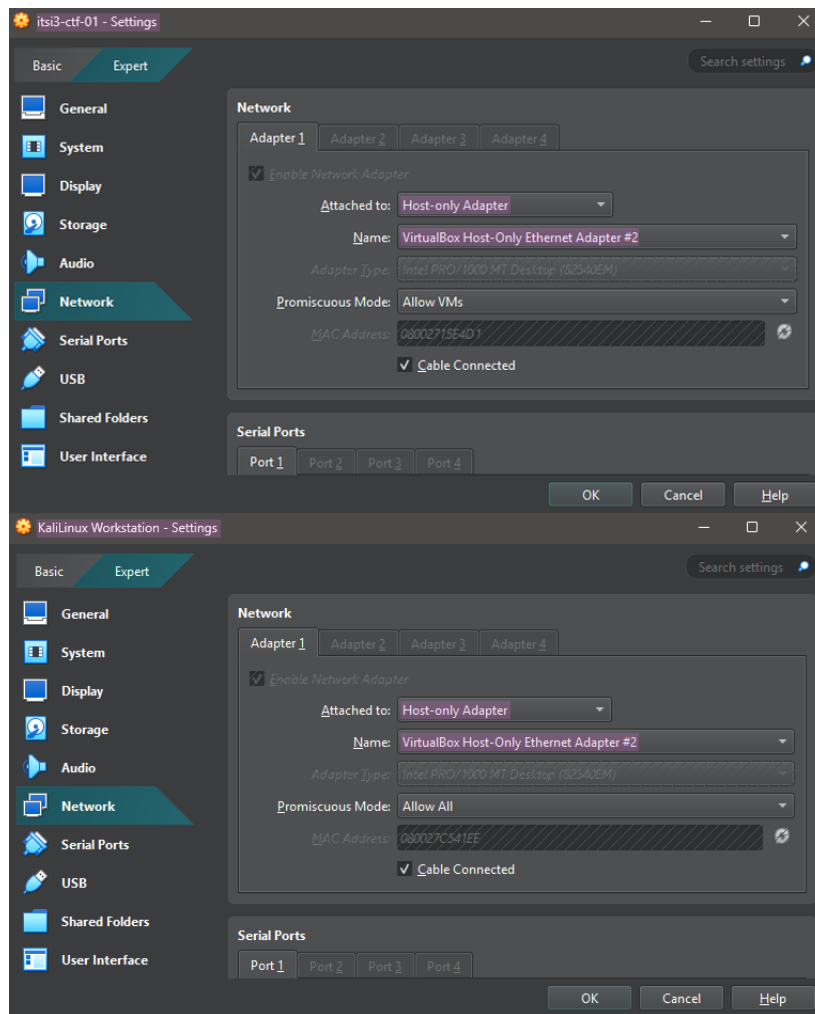 itsi3-ctf-01 - Settings
Basic
Expert
Search settings
General
System
Display
Storage
Audio
Network
Serial Ports
USB
Shared Folders
User Interface
Network
Adapter 1 Adapter 2 Adapter 3 Adapter 4
Enable Network Adapter
Attached to: Host-only Adapter
Name: VirtualBox Host-Only Ethernet Adapter #2
Adapter Type: Intel PRO/1000 MT Desktop (82540EM)
Promiscuous Mode: Allow VMs
MAC Address: 08002715E4D1
Cable Connected
Serial Ports
Port 1 Port 2 Port 3 Port 4
OK Cancel Help
KaliLinux Workstation - Settings
Basic
Expert
Search settings
General
System
Display
Storage
Audio
Network
Serial Ports
USB
Shared Folders
User Interface
Network
Adapter 1 Adapter 2 Adapter 3 Adapter 4
Enable Network Adapter
Attached to: Host-only Adapter
Name: VirtualBox Host-Only Ethernet Adapter #2
Adapter Type: Intel PRO/1000 MT Desktop (82540EM)
Promiscuous Mode: Allow All
MAC Address: 080027C541EE
Cable Connected
Serial Ports
Port 1 Port 2 Port 3 Port 4
OK Cancel Help